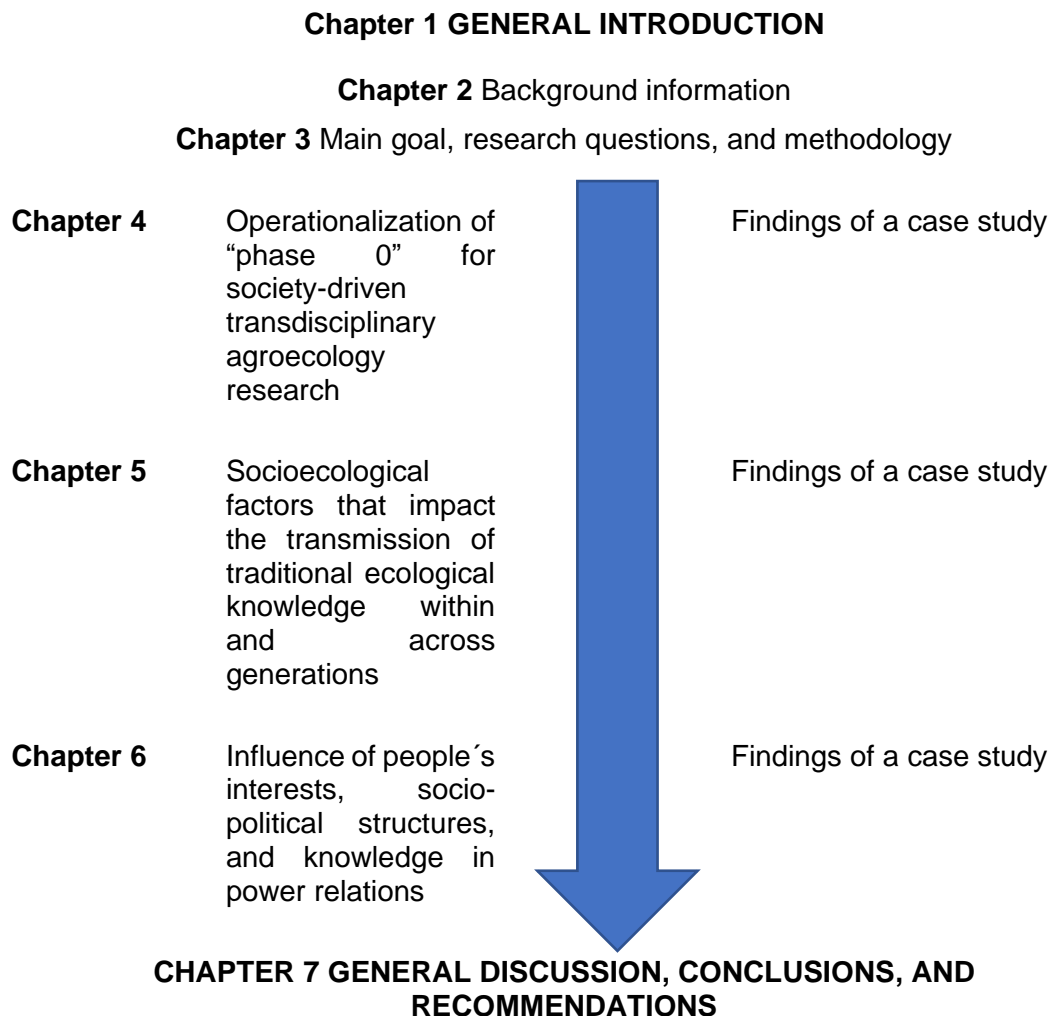 Chapter 1 GENERAL INTRODUCTION
Chapter 2 Background information
Chapter 3 Main goal, research questions, and methodology
Chapter 4 Operationalization of Findings of a case study
“phase 0” for
society-driven
transdisciplinary
agroecology
research
Chapter 5 Socioecological Findings of a case study
factors that impact
the transmission of
traditional ecological
knowledge within
and across
generations
Chapter 6 Influence of people´s Findings of a case study
interests, socio-
political structures,
and knowledge in
power relations
CHAPTER 7 GENERAL DISCUSSION, CONCLUSIONS, AND
RECOMMENDATIONS